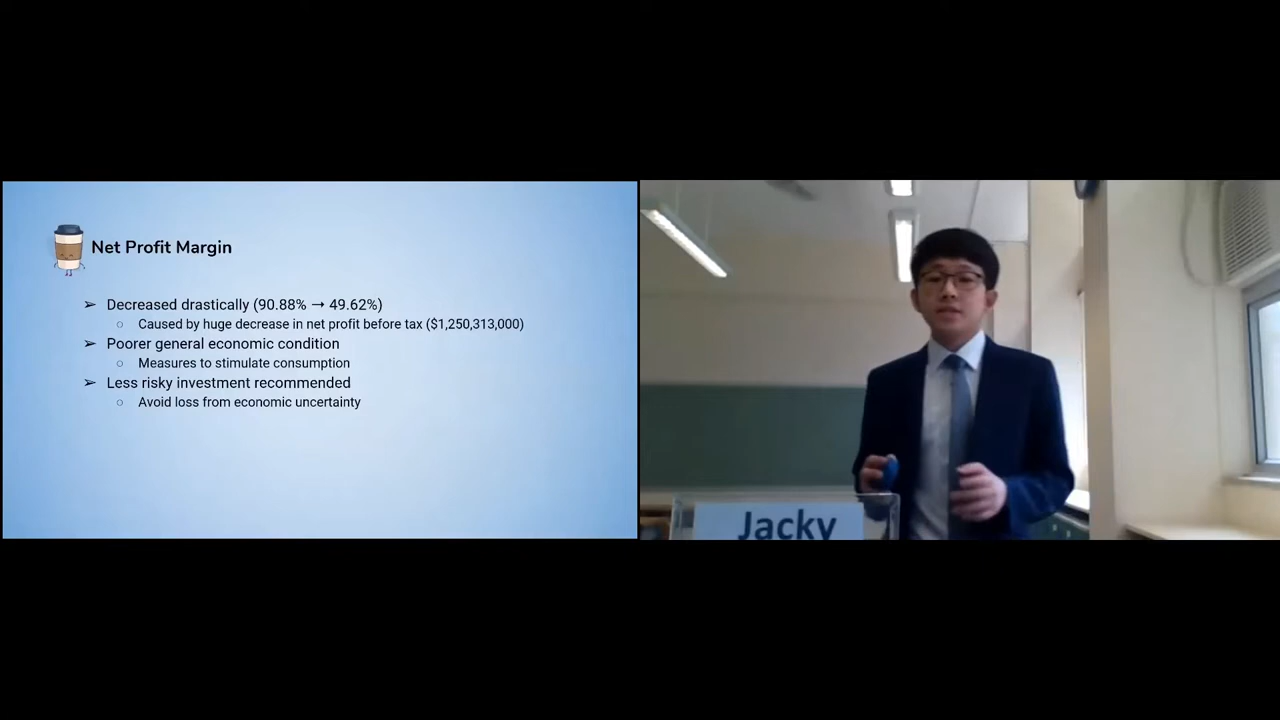 Net Profit Margin
➢ Decreased drastically (90.88% → 49.62%)
○ Caused by huge decrease in net profit before tax ($1,250,313,000)
➢ Poorer general economic condition
○ Measures to stimulate consumption
➢ Less risky investment recommended
○ Avoid loss from economic uncertainty
Jacky